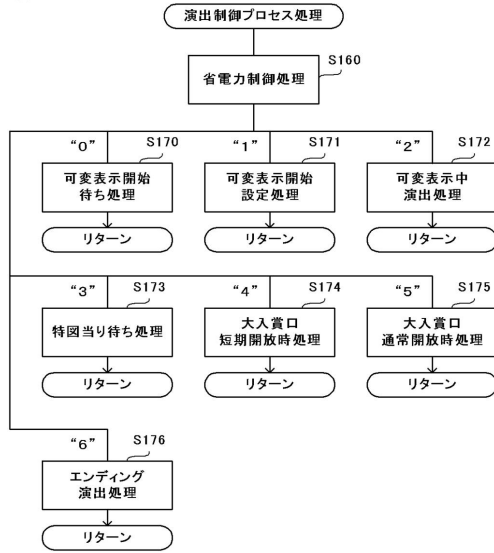 演出制御プロセス処理
S160
省電力制御処理
“0”
S170
可変表示開始
待ち処理
リターン
“1”
S171
可変表示開始
設定処理
リターン
“2”
S172
可変表示中
演出処理
リターン
“3”
S173
特図当り待ち処理
リターン
“4”
S174
大入賞口
短期開放時処理
リターン
“5”
S175
大入賞口
通常開放時処理
リターン
“6”
S176
エンディング
演出処理
リターン